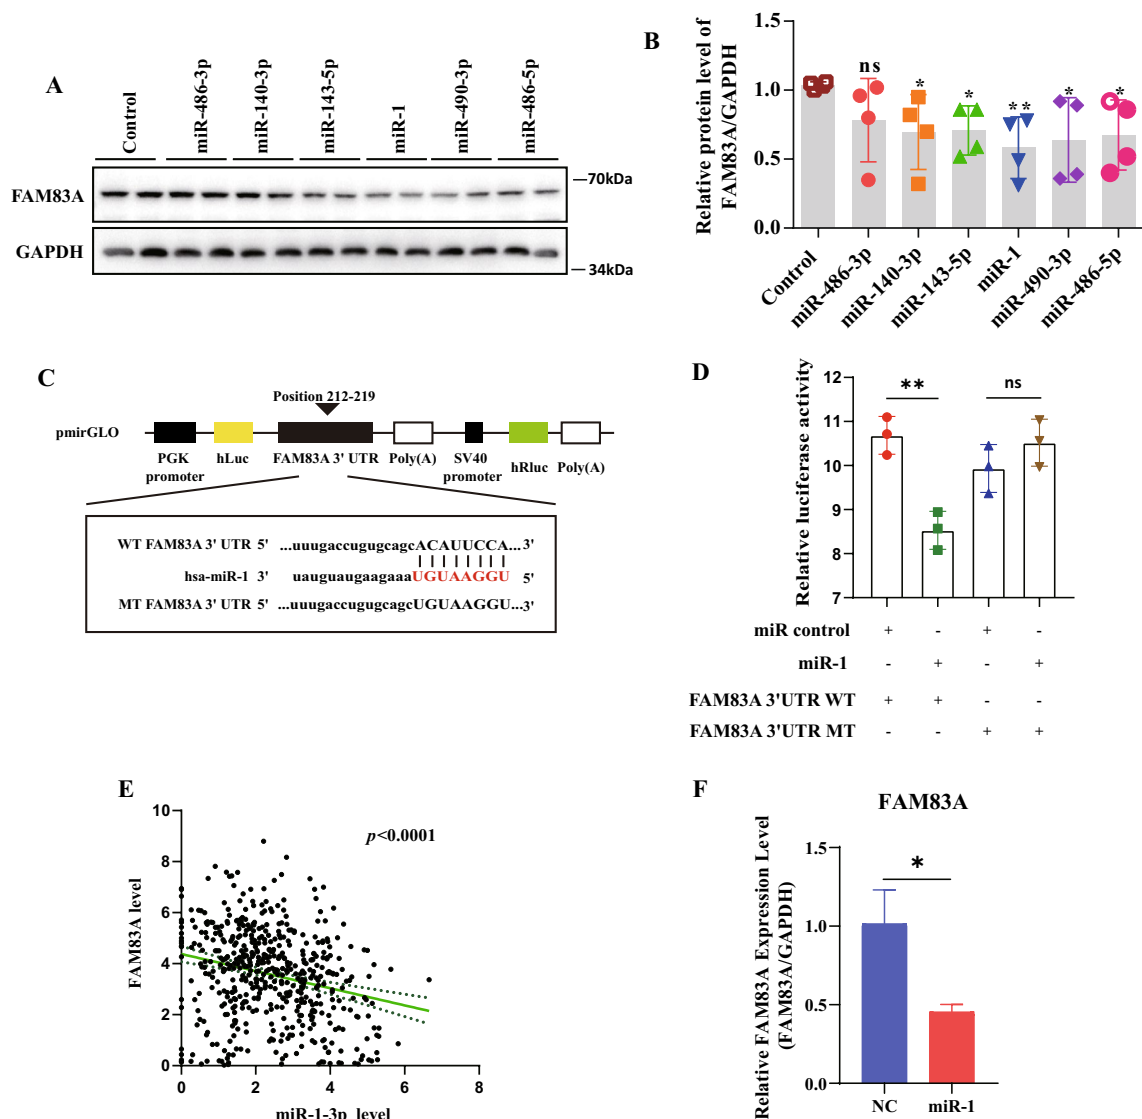 A
Control
miR-486-3p
miR-140-3p
miR-143-5p
miR-1
miR-490-3p
miR-486-5p
FAM83A
GAPDH
70kDa
34kDa
B
Relative protein level of
FAM83A/GAPDH
1.5
1.0
0.5
0.0
ns
*
*
**
*
*
Control
miR-486-3p
miR-140-3p
miR-143-5p
miR-1
miR-490-3p
miR-486-5p
C
Position 212-219
pmirGLO
PGK
promoter
hLuc
FAM83A 3' UTR
Poly(A)
SV40
promoter
hRluc
Poly(A)
WT FAM83A 3' UTR 5' ...uuugaccugugcagcACAUUCCA...3'
hsa-miR-1 3' uauguaugaagaaaUGUAAGGU 5'
MT FAM83A 3' UTR 5' ...uuugaccugugcagcUGUAAGGU...3'
D
Relative luciferase activity
12
11
10
9
8
7
**
ns
miR control + - + -
miR-1 - + - +
FAM83A 3'UTR WT + + - -
FAM83A 3'UTR MT - - + +
E
FAM83A level
10
8
6
4
2
0
p<0.0001
0 2 4 6 8
miR-1-3p level
F
FAM83A
Relative FAM83A Expression Level
(FAM83A/GAPDH)
1.5
1.0
0.5
0.0
*
NC miR-1